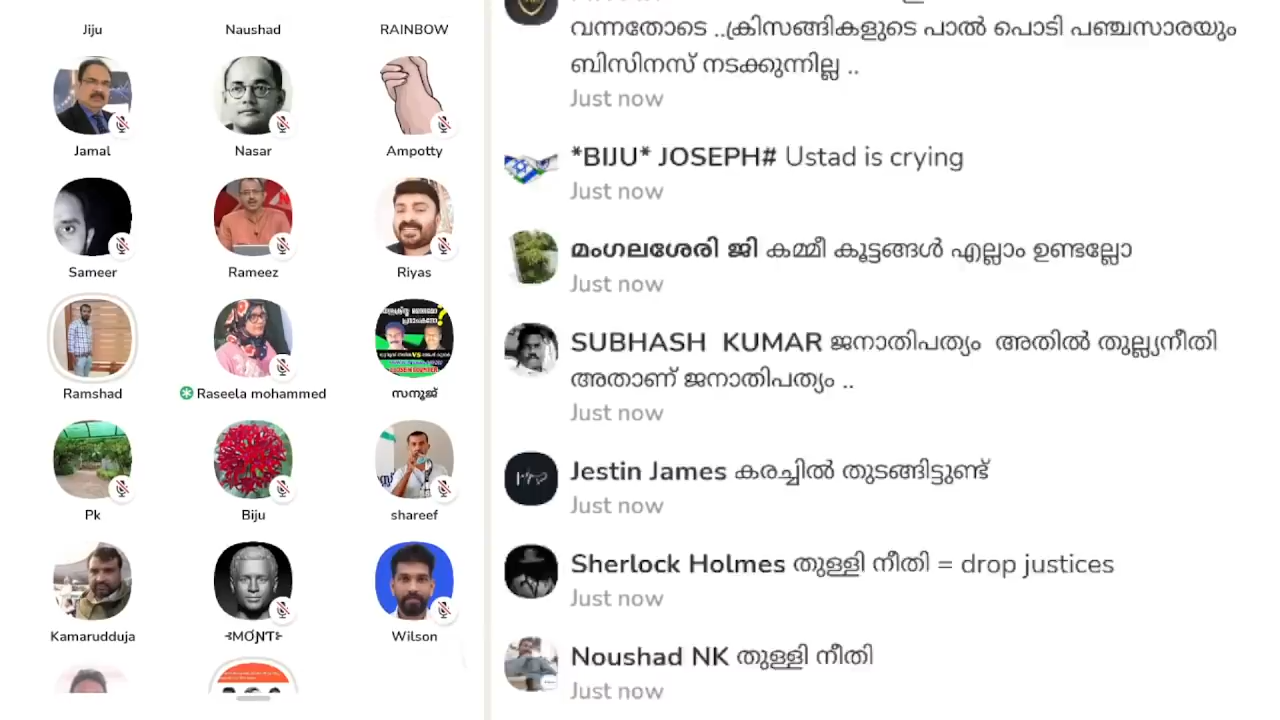 Jiju
Naushad
RAINBOW
Jamal
Nasar
Ampotty
Sameer
Rameez
Riyas
Ramshad
Raseela mohammed
സനൂജ്
Pk
Biju
shareef
Kamarudduja
Wilson
വന്നതോടെ ..ക്രിസങ്ങികളുടെ പാൽ പൊടി പഞ്ചസാരയും
ബിസിനസ് നടക്കുന്നില്ല ..
Just now
*BIJU* JOSEPH# Ustad is crying
Just now
മംഗലശേരി ജി കമ്മീ കൂട്ടങ്ങൾ എല്ലാം ഉണ്ടല്ലോ
Just now
SUBHASH KUMAR ജനാതിപത്യം അതിൽ തുല്ല്യനീതി
അതാണ് ജനാതിപത്യം ..
Just now
Jestin James കരച്ചിൽ തുടങ്ങിട്ടുണ്ട്
Just now
Sherlock Holmes തുള്ളി നീതി = drop justices
Just now
Noushad NK തുള്ളി നീതി
Just now